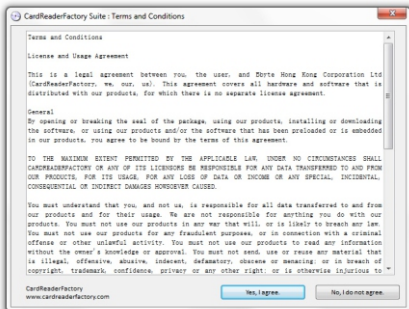 CardReaderFactory Suite : Terms and Conditions
Terms and Conditions
License and Usage Agreement
This is a legal agreement between you, the user, and 5byte Hong Kong Corporation Ltd
(CardReaderFactory, we, our, us). This agreement covers all hardware and software that is
distributed with our products, for which there is no separate license agreement.
General
By opening or breaking the seal of the package, using our products, installing or downloading
the software, or using our products and/or the software that has been preloaded or is embedded
in our products, you agree to be bound by the terms of this agreement.
TO THE MAXIMUM EXTENT PERMITTED BY THE APPLICABLE LAW, UNDER NO CIRCUMSTANCES SHALL
CARDREADERFACTORY OR ANY OF ITS LICENSORS BE RESPONSIBLE FOR ANY DATA TRANSFERRED TO AND FROM
OUR PRODUCTS, FOR ITS USAGE, FOR ANY LOSS OF DATA OR INCOME OR ANY SPECIAL, INCIDENTAL,
CONSEQUENTIAL OR INDIRECT DAMAGES HOWSOEVER CAUSED.
You must understand that you, and not us, is responsible for all data transferred to and from
our products and for their usage. We are not responsible for anything you do with our
products. You must not use our products in any way that will, or is likely to breach any law.
You must not use our products for any fraudulent purposes, or in connection with a criminal
offense or other unlawful activity. You must not use our products to read any information
without the owner's knowledge or approval. You must not send, use or reuse any material that
is illegal, offensive, abusive, indecent, defamatory, obscene or menacing; or in breach of
copyright, trademark, confidence, privacy or any other right; or is otherwise injurious to
CardReaderFactory
www.cardreaderfactory.com
Yes, I agree.
No, I do not agree.